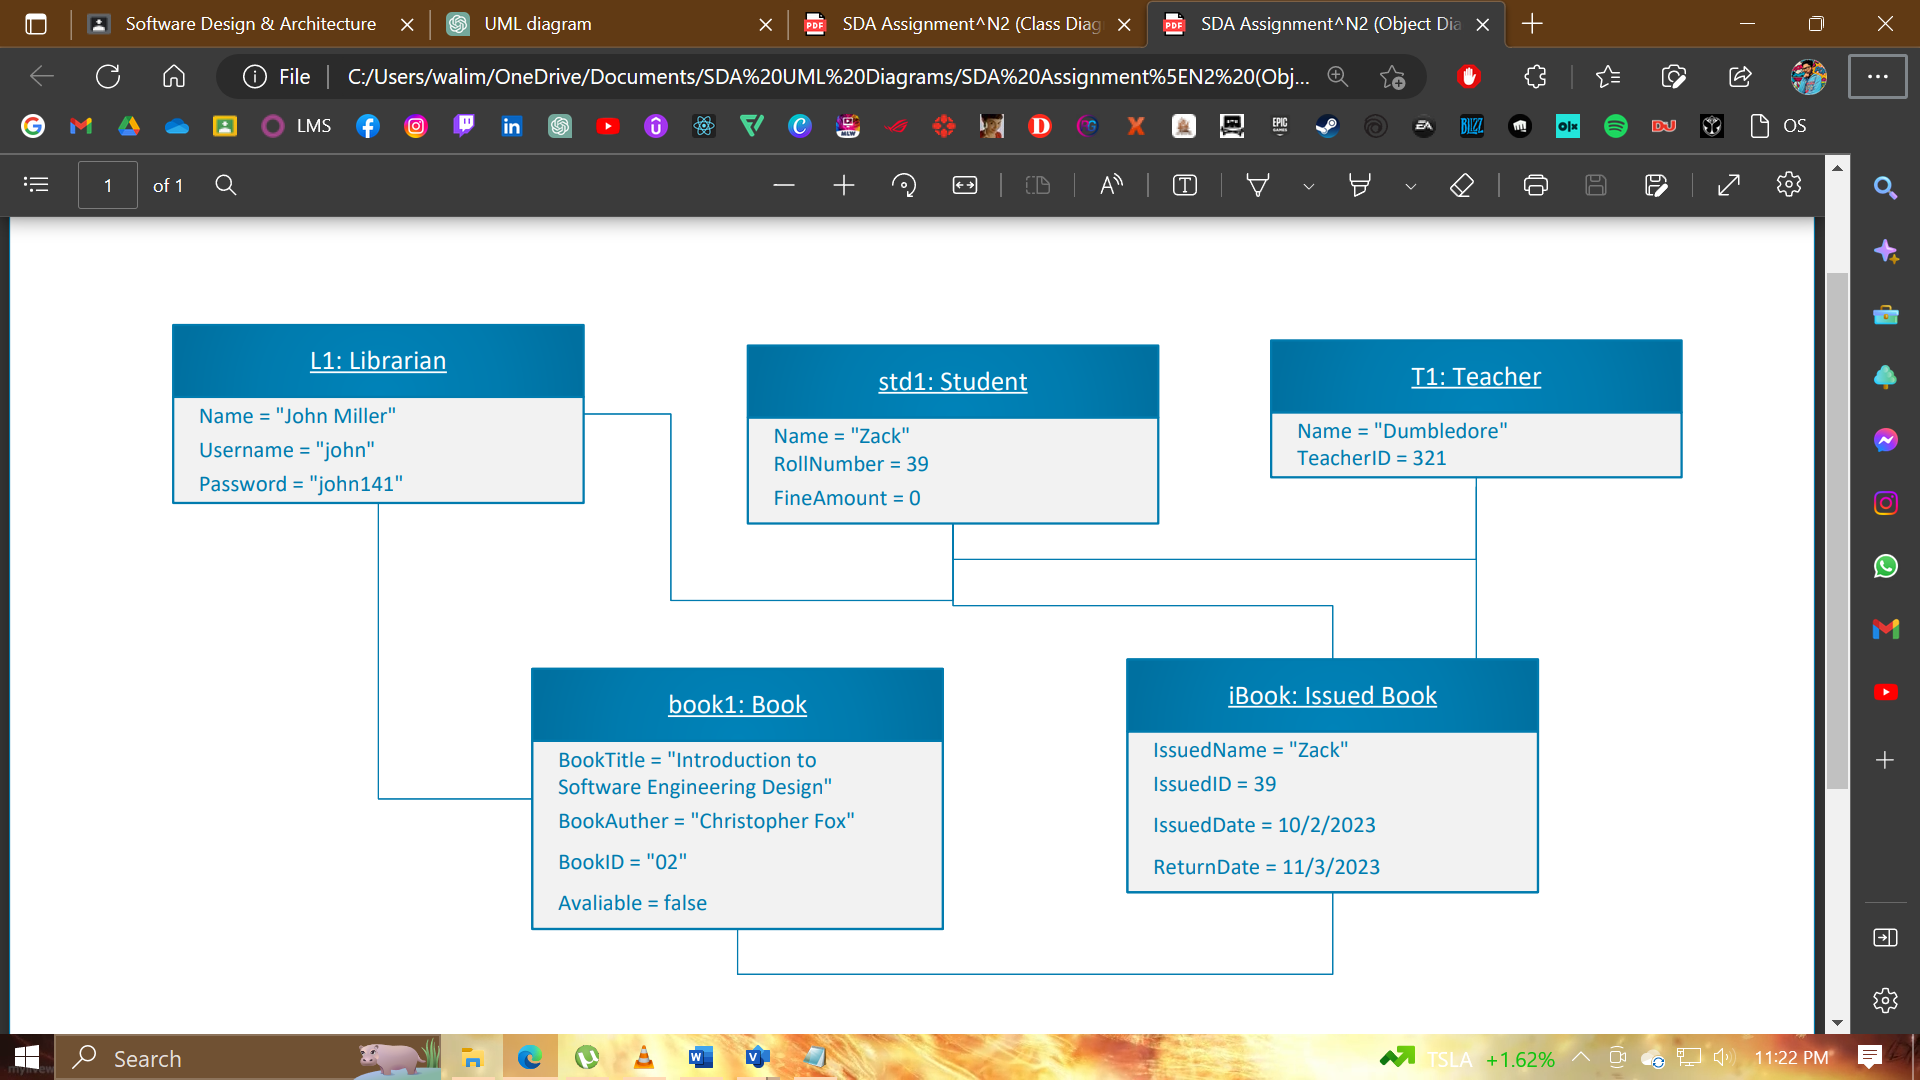 Software Design & Architecture
UML diagram
SDA Assignment^N2 (Class Diag
SDA Assignment^N2 (Object Dia
File
C:/Users/walim/OneDrive/Documents/SDA%20UML%20Diagrams/SDA%20Assignment%5EN2%20(Obj...
LMS
OS
1
of 1
L1: Librarian
Name = "John Miller"
Username = "john"
Password = "john141"
std1: Student
Name = "Zack"
RollNumber = 39
FineAmount = 0
T1: Teacher
Name = "Dumbledore"
TeacherID = 321
book1: Book
BookTitle = "Introduction to
Software Engineering Design"
BookAuther = "Christopher Fox"
BookID = "02"
Avaliable = false
iBook: Issued Book
IssuedName = "Zack"
IssuedID = 39
IssuedDate = 10/2/2023
ReturnDate = 11/3/2023
Search
TSLA +1.62%
11:22 PM